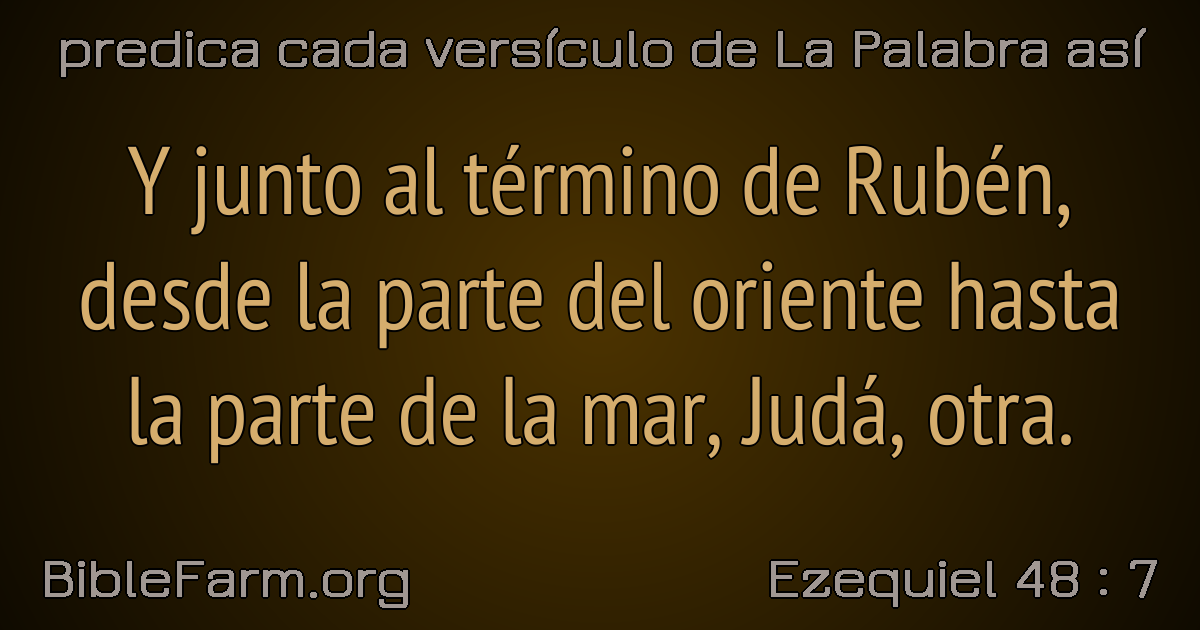 predica cada versículo de La Palabra así
Y junto al término de Rubén,
desde la parte del oriente hasta
la parte de la mar, Judá, otra.
BibleFarm.org
Ezequiel 48 : 7